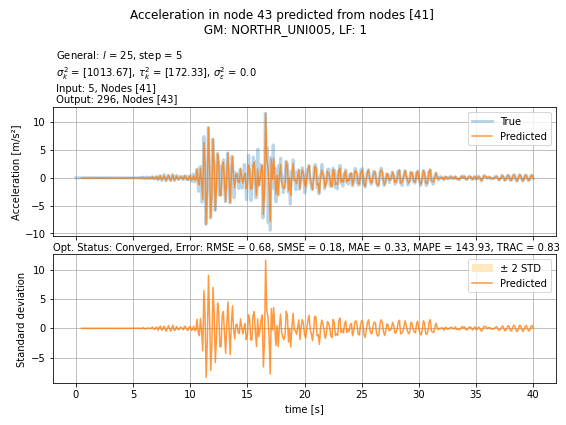 Acceleration in node 43 predicted from nodes [41]
GM: NORTHR_UNI005, LF: 1
General: l = 25, step = 5
σ²ₖ = [1013.67], τ²ₖ = [172.33], σ²ε = 0.0
Input: 5, Nodes [41]
Output: 296, Nodes [43]
True
Predicted
Acceleration [m/s²]
10
5
0
−5
−10
Opt. Status: Converged, Error: RMSE = 0.68, SMSE = 0.18, MAE = 0.33, MAPE = 143.93, TRAC = 0.83
± 2 STD
Predicted
Standard deviation
10
5
0
−5
0 5 10 15 20 25 30 35 40
time [s]